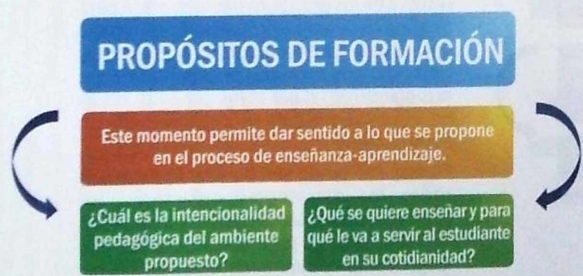 PROPÓSITOS DE FORMACIÓN
Este momento permite dar sentido a lo que se propone
en el proceso de enseñanza-aprendizaje.
¿Cuál es la intencionalidad
pedagógica del ambiente
propuesto?
¿Qué se quiere enseñar y para
qué le va a servir al estudiante
en su cotidianidad?